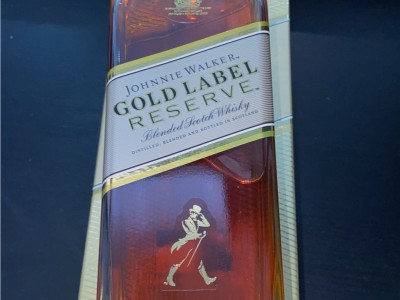 JOHNNIE WALKER
GOLD LABEL
RESERVE
Blended Scotch Whisky
DISTILLED, BLENDED AND BOTTLED IN SCOTLAND